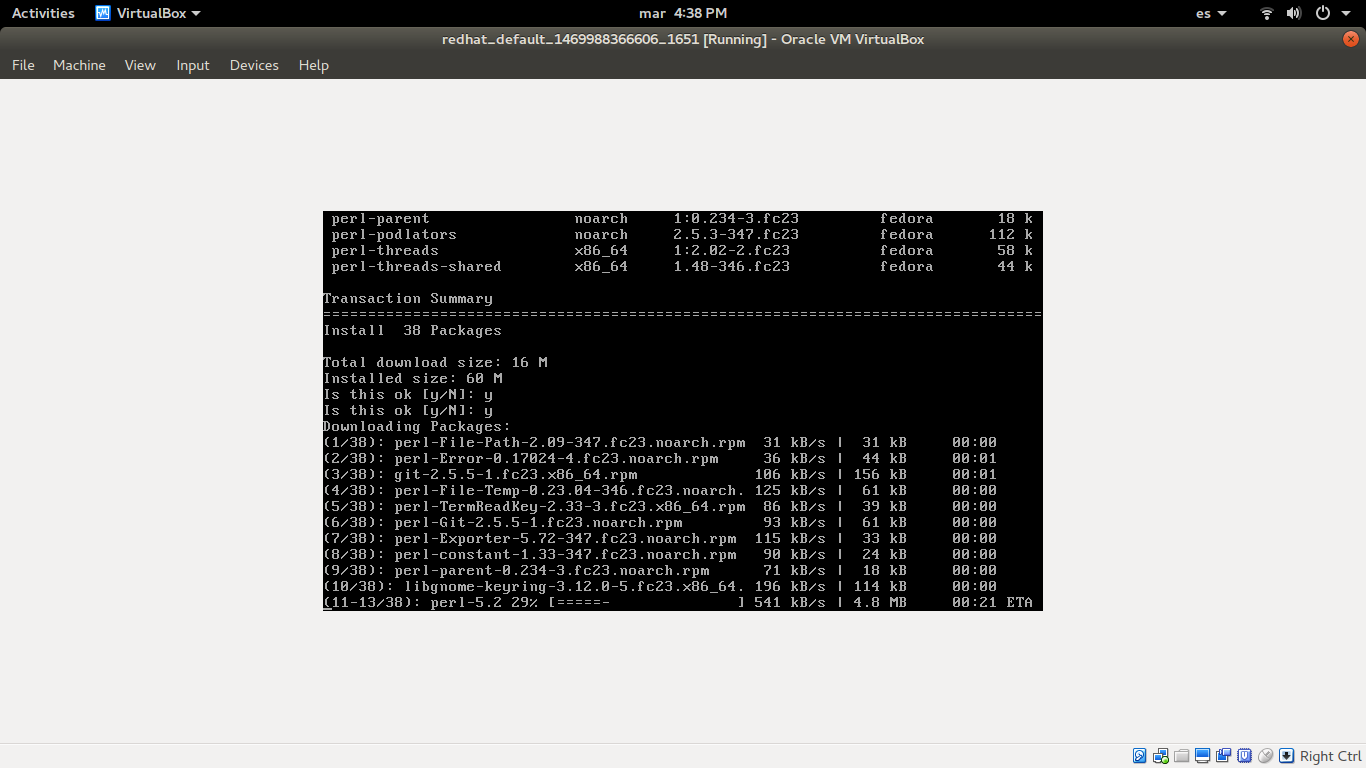 Activities VirtualBox mar 4:38 PM es
redhat_default_1469988366606_1651 [Running] - Oracle VM VirtualBox
File Machine View Input Devices Help
perl-parent noarch 1:0.234-3.fc23 fedora 18 k
perl-podlators noarch 2.5.3-347.fc23 fedora 112 k
perl-threads x86_64 1:2.02-2.fc23 fedora 58 k
perl-threads-shared x86_64 1.48-346.fc23 fedora 44 k
Transaction Summary
================================================================================
Install 38 Packages
Total download size: 16 M
Installed size: 60 M
Is this ok [y/N]: y
Is this ok [y/N]: y
Downloading Packages:
(1/38): perl-File-Path-2.09-347.fc23.noarch.rpm 31 kB/s | 31 kB 00:00
(2/38): perl-Error-0.17024-4.fc23.noarch.rpm 36 kB/s | 44 kB 00:01
(3/38): git-2.5.5-1.fc23.x86_64.rpm 106 kB/s | 156 kB 00:01
(4/38): perl-File-Temp-0.23.04-346.fc23.noarch. 125 kB/s | 61 kB 00:00
(5/38): perl-TermReadKey-2.33-3.fc23.x86_64.rpm 86 kB/s | 39 kB 00:00
(6/38): perl-Git-2.5.5-1.fc23.noarch.rpm 93 kB/s | 61 kB 00:00
(7/38): perl-Exporter-5.72-347.fc23.noarch.rpm 115 kB/s | 33 kB 00:00
(8/38): perl-constant-1.33-347.fc23.noarch.rpm 90 kB/s | 24 kB 00:00
(9/38): perl-parent-0.234-3.fc23.noarch.rpm 71 kB/s | 18 kB 00:00
(10/38): libgnome-keyring-3.12.0-5.fc23.x86_64. 196 kB/s | 114 kB 00:00
(11-13/38): perl-5.2 29% [=====- ] 541 kB/s | 4.8 MB 00:21 ETA
Right Ctrl